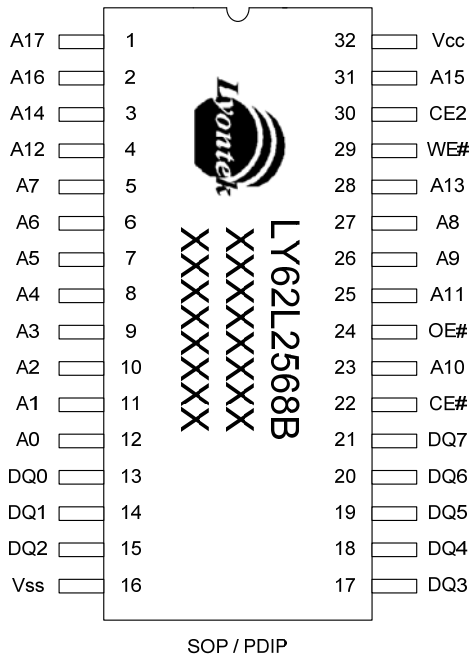 A17 1 32 Vcc
A16 2 31 A15
A14 3 30 CE2
A12 4 29 WE#
A7 5 28 A13
A6 6 27 A8
A5 7 26 A9
A4 8 25 A11
A3 9 24 OE#
A2 10 23 A10
A1 11 22 CE#
A0 12 21 DQ7
DQ0 13 20 DQ6
DQ1 14 19 DQ5
DQ2 15 18 DQ4
Vss 16 17 DQ3
Lyontek
LY62L2568B
XXXXXXXX
XXXXXXXX
SOP / PDIP